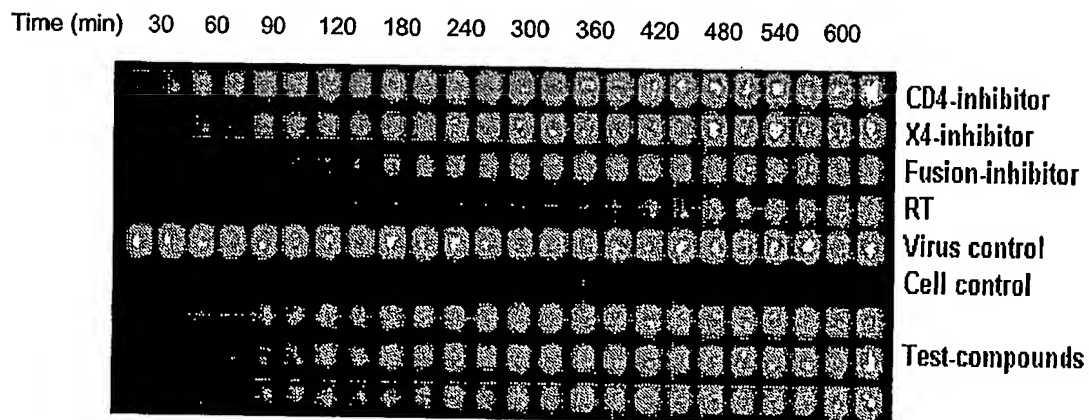 Time (min) 30 60 90 120 180 240 300 360 420 480 540 600
CD4-inhibitor
X4-inhibitor
Fusion-inhibitor
RT
Virus control
Cell control
Test-compounds